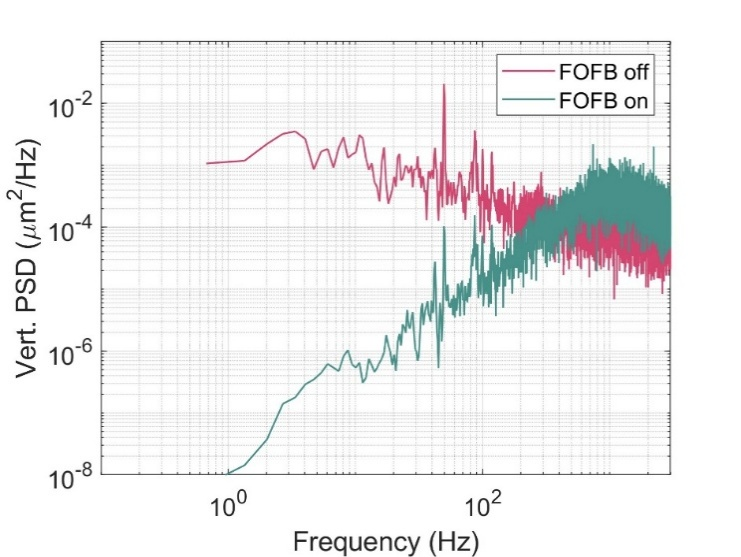 FOFB off
FOFB on
10^-2
10^-4
10^-6
10^-8
Vert. PSD (μm^2/Hz)
10^0 10^2
Frequency (Hz)